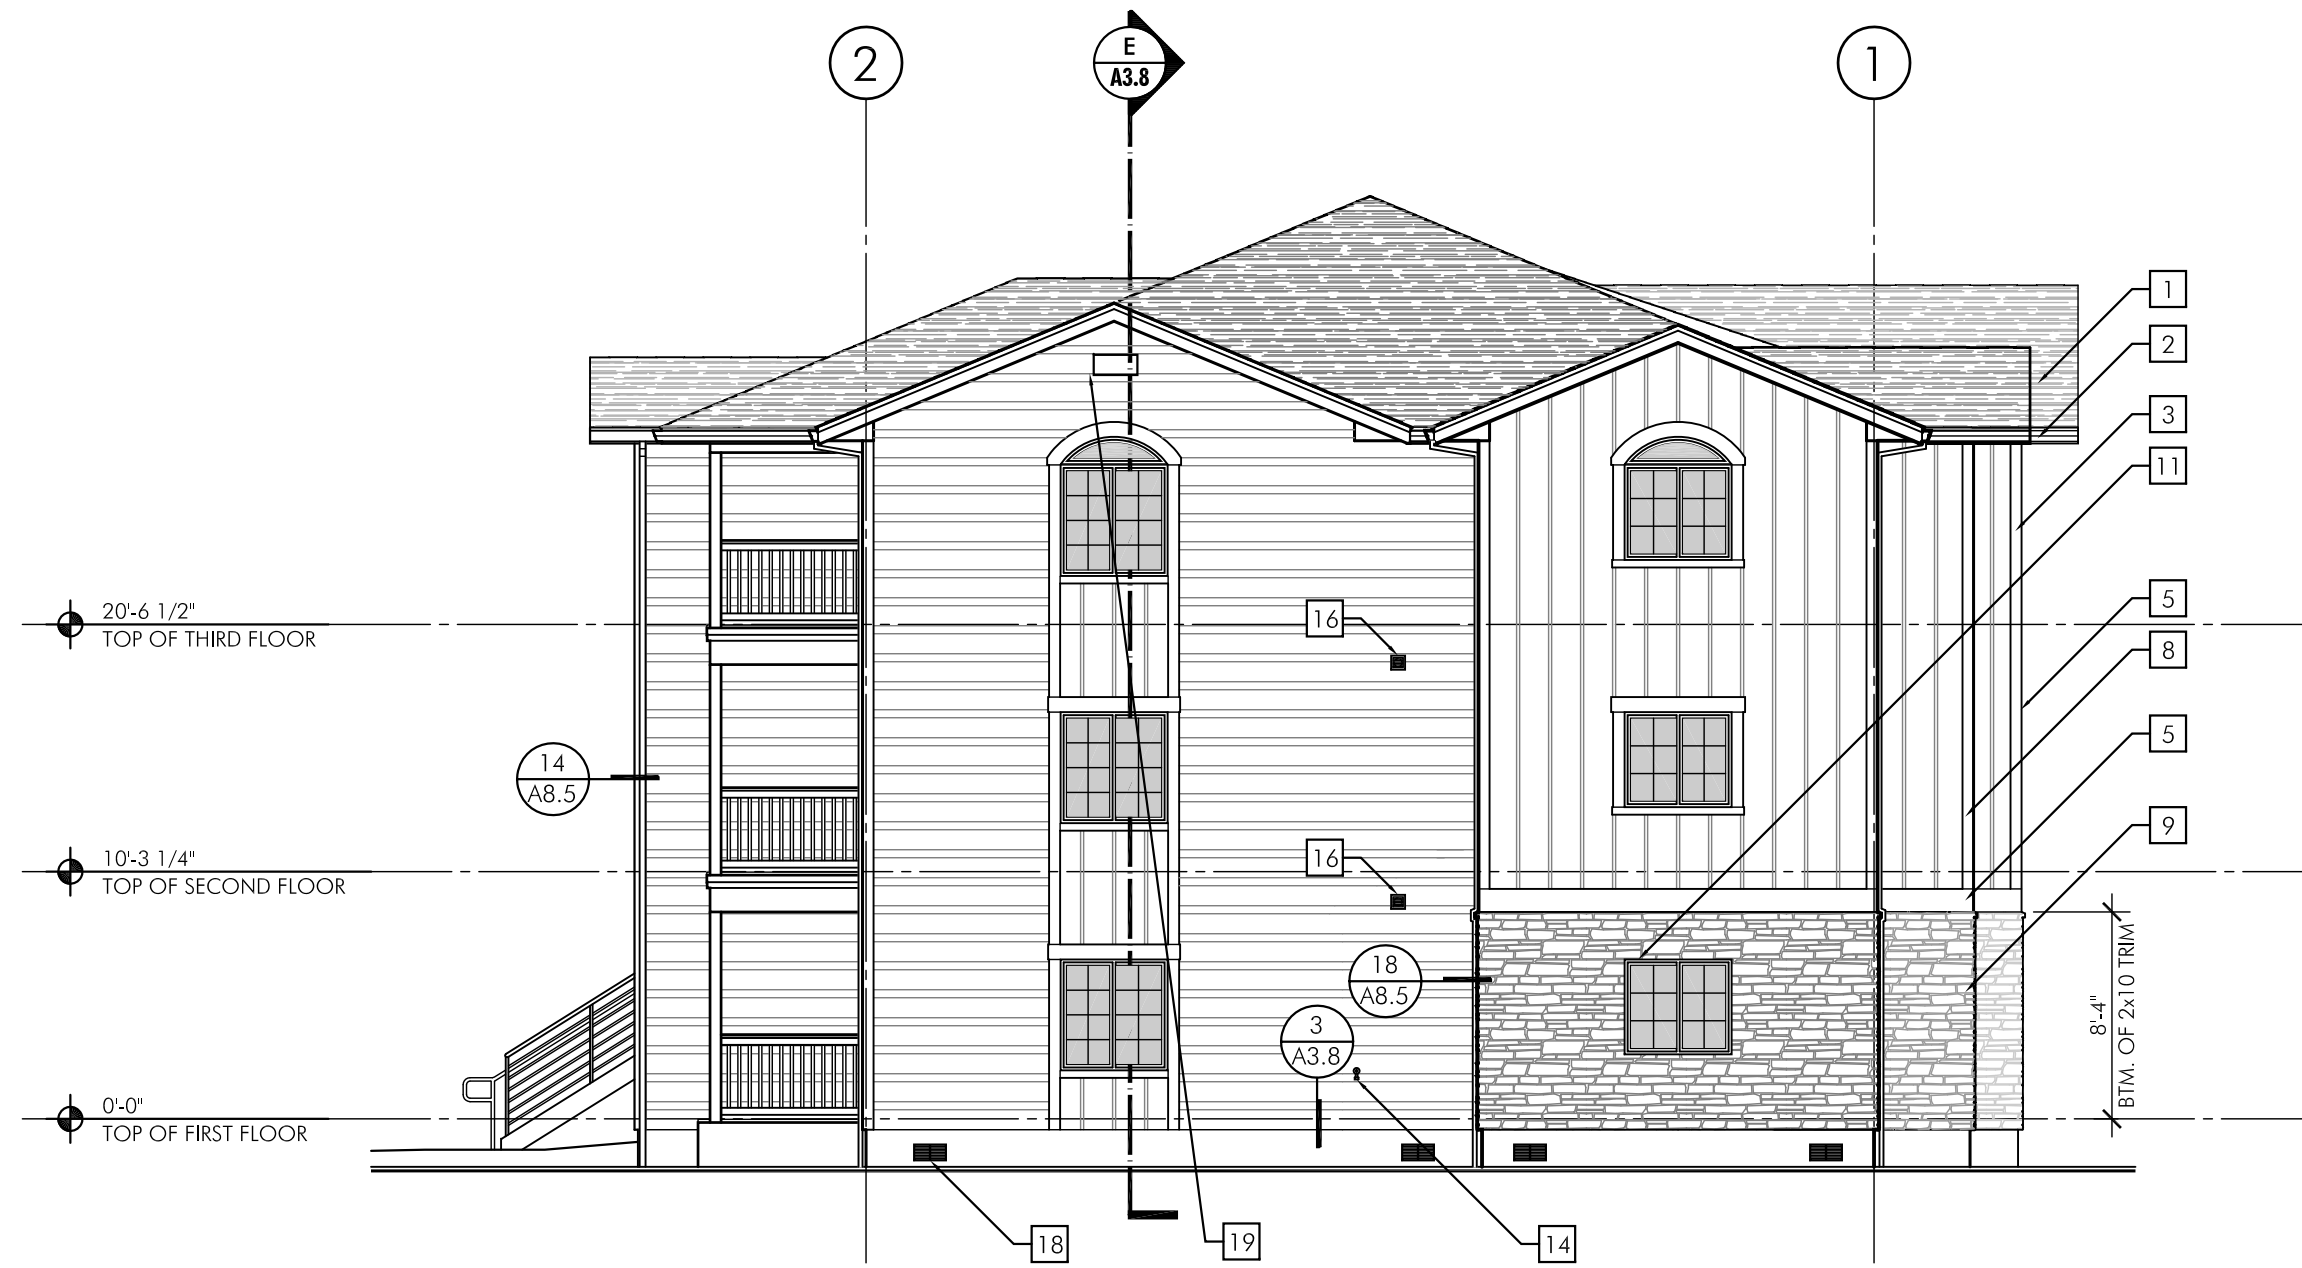 2
E
A3.8
1
1
2
3
11
20'-6 1/2"
TOP OF THIRD FLOOR
16
5
8
5
14
A8.5
10'-3 1/4"
TOP OF SECOND FLOOR
16
9
18
A8.5
3
A3.8
8'-4"
BTM. OF 2x10 TRIM
0'-0"
TOP OF FIRST FLOOR
18
19
14